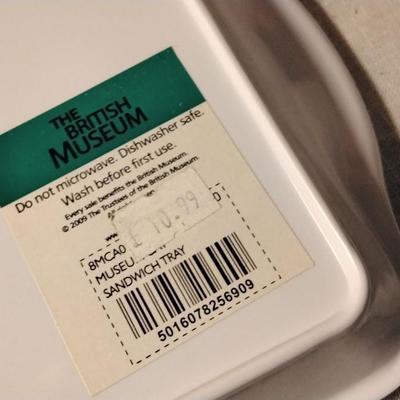 THE
BRITISH
MUSEUM
Do not microwave. Dishwasher safe.
Wash before first use.
Every sale benefits the British Museum.
© 2009 The Trustees of the British Museum.
£10.99
8MCA0
MUSEU
SANDWICH TRAY
5016078256909